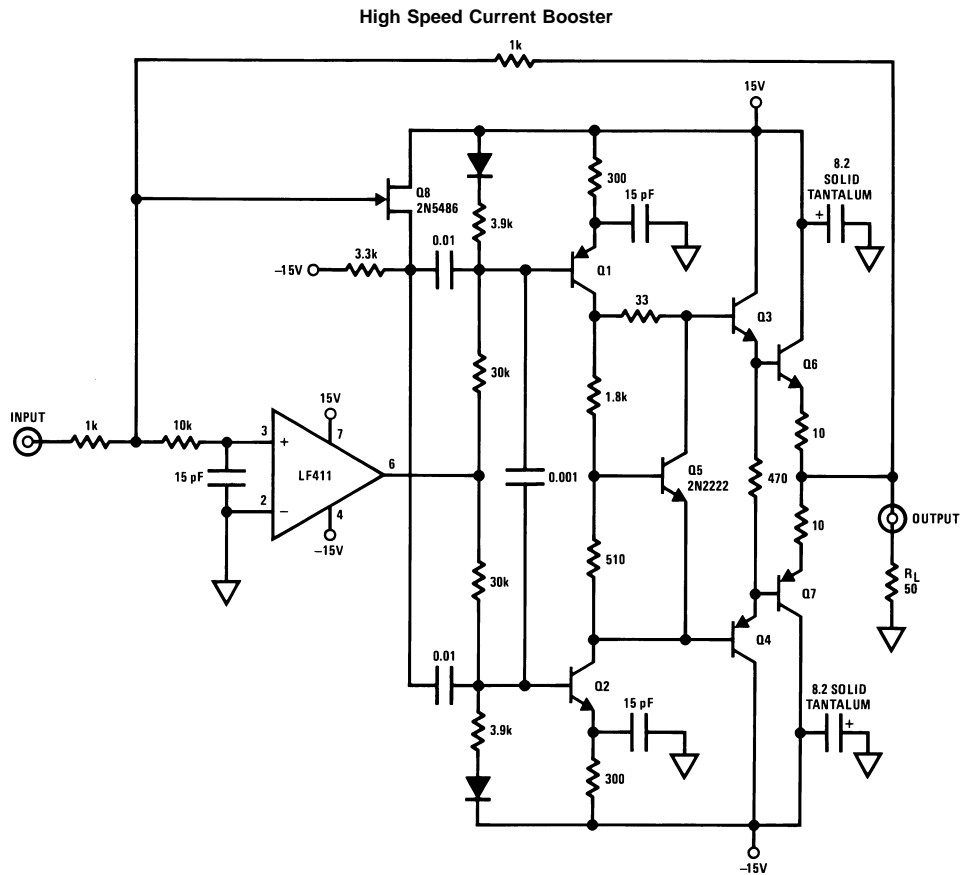 High Speed Current Booster
1k
15V
Q8
2N5486
3.9k
300
15 pF
8.2
SOLID
TANTALUM
+
–15V
3.3k
0.01
Q1
33
Q3
30k
1.8k
Q6
INPUT
1k
10k
15V
7
3
+
LF411
6
15 pF
2
–
4
–15V
0.001
Q5
2N2222
470
10
10
OUTPUT
30k
510
RL
50
Q7
Q4
0.01
Q2
15 pF
8.2 SOLID
TANTALUM
+
3.9k
300
–15V